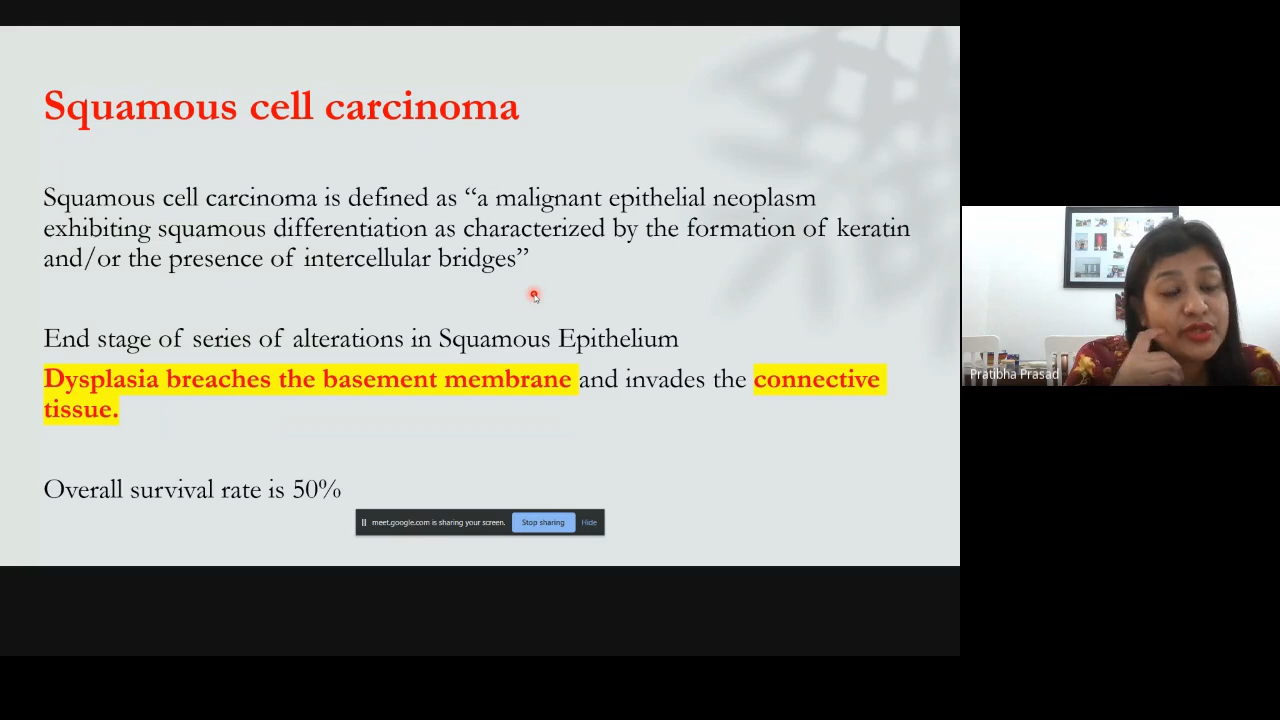 Squamous cell carcinoma
Squamous cell carcinoma is defined as “a malignant epithelial neoplasm
exhibiting squamous differentiation as characterized by the formation of keratin
and/or the presence of intercellular bridges”
End stage of series of alterations in Squamous Epithelium
Dysplasia breaches the basement membrane and invades the connective
tissue.
Overall survival rate is 50%
meet.google.com is sharing your screen. Stop sharing Hide
Pratibha Prasad